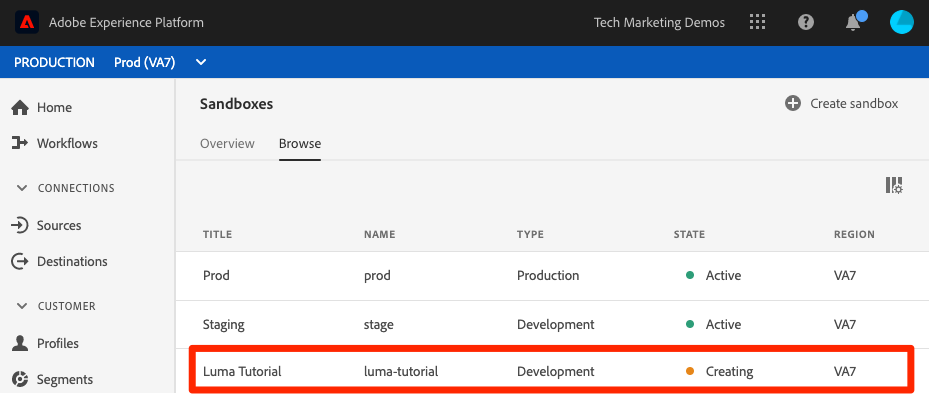 Adobe Experience Platform
Tech Marketing Demos
PRODUCTION Prod (VA7)
Home
Workflows
CONNECTIONS
Sources
Destinations
CUSTOMER
Profiles
Segments
Sandboxes
Create sandbox
Overview Browse
TITLE NAME TYPE STATE REGION
Prod prod Production Active VA7
Staging stage Development Active VA7
Luma Tutorial luma-tutorial Development Creating VA7